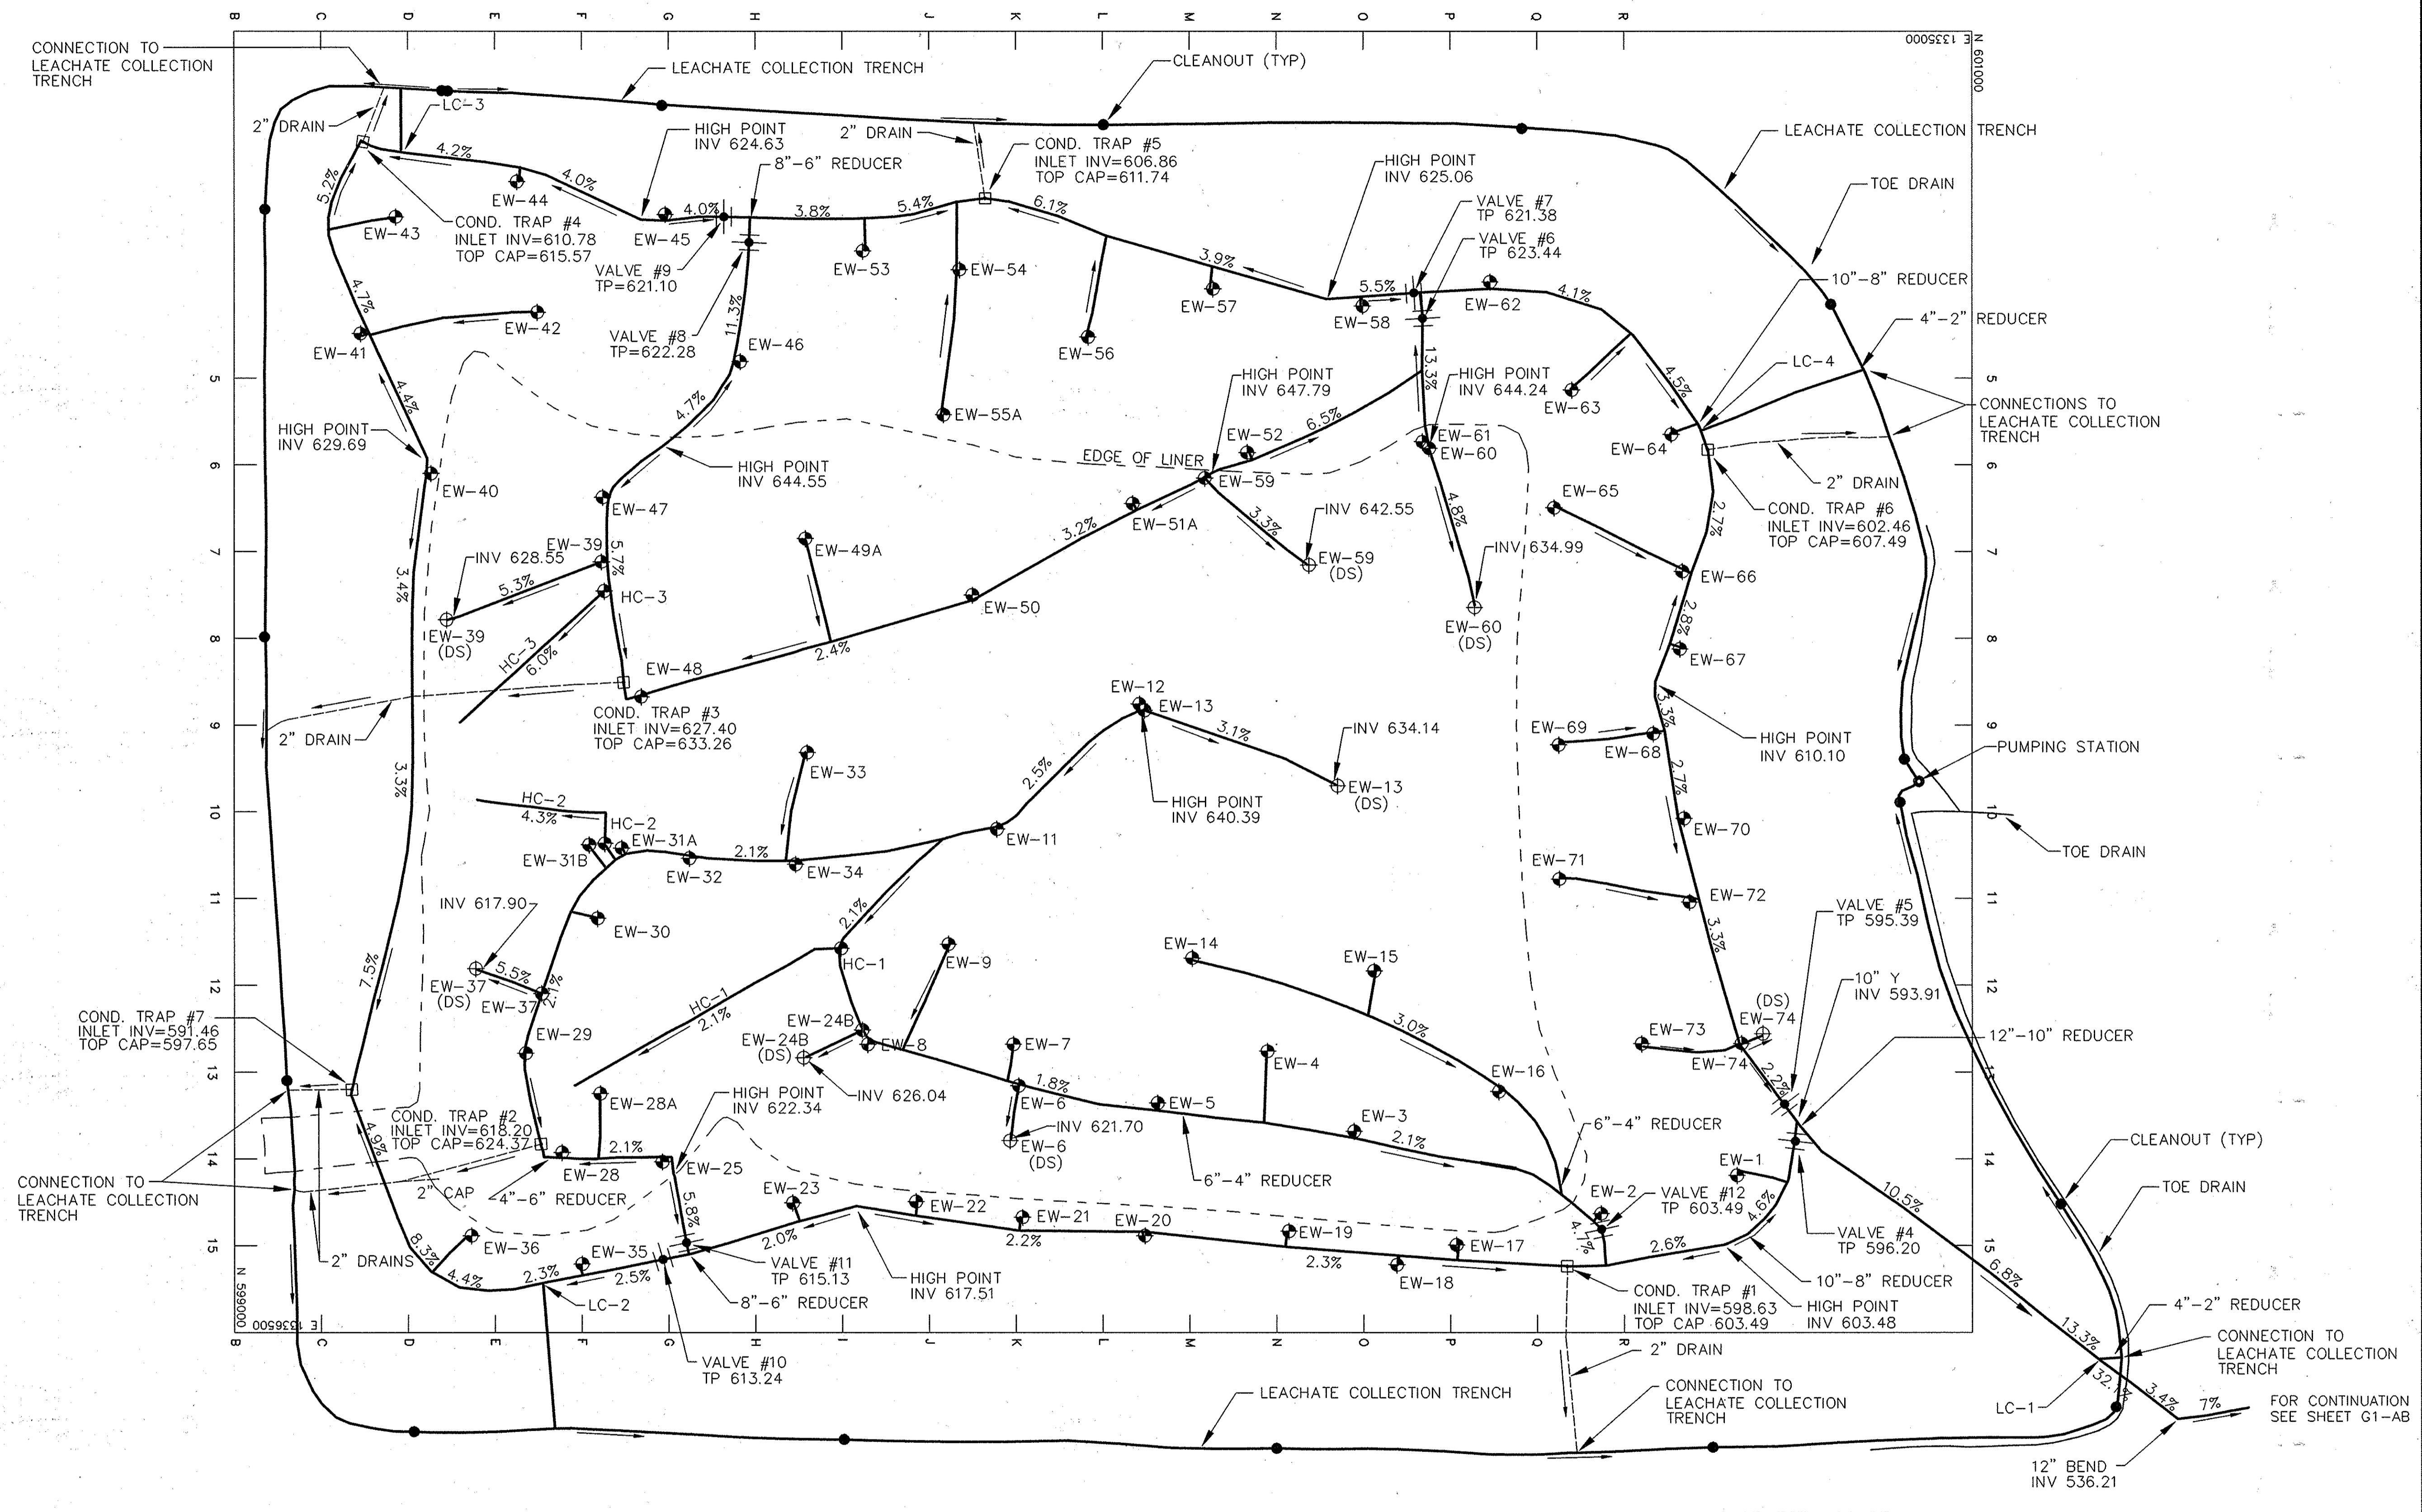 B
C
D
E
F
G
H
J
K
L
M
N
O
P
Q
R
E 1335000
N 601000
CONNECTION TO
LEACHATE COLLECTION
TRENCH
LEACHATE COLLECTION TRENCH
CLEANOUT (TYP)
LC-3
2" DRAIN
HIGH POINT
INV 624.63
2" DRAIN
8"-6" REDUCER
COND. TRAP #5
INLET INV=606.86
TOP CAP=611.74
HIGH POINT
INV 625.06
LEACHATE COLLECTION TRENCH
TOE DRAIN
4.2%
5.2%
4.0%
EW-44
EW-43
COND. TRAP #4
INLET INV=610.78
TOP CAP=615.57
EW-45
4.0%
3.8%
5.4%
6.1%
VALVE #7
TP 621.38
VALVE #6
TP 623.44
VALVE #9
TP=621.10
EW-53
EW-54
3.9%
EW-57
5.5%
EW-58
EW-62
4.1%
10"-8" REDUCER
4.7%
EW-42
EW-41
VALVE #8
TP=622.28
11.3%
EW-46
EW-56
4"-2" REDUCER
LC-4
5
4.4%
4.7%
EW-55A
HIGH POINT
INV 647.79
13.3%
HIGH POINT
INV 644.24
EW-63
4.5%
5
CONNECTIONS TO
LEACHATE COLLECTION
TRENCH
HIGH POINT
INV 629.69
6.5%
EW-52
EW-61
EW-60
EW-64
6
EDGE OF LINER
HIGH POINT
INV 644.55
EW-59
6
2" DRAIN
EW-40
EW-47
EW-51A
3.3%
INV 642.55
4.8%
EW-65
2.7%
COND. TRAP #6
INLET INV=602.46
TOP CAP=607.49
7
EW-39
INV 628.55
5.7%
EW-49A
3.2%
EW-59
(DS)
INV 634.99
7
3.4%
5.3%
HC-3
EW-50
EW-66
EW-39
(DS)
EW-60
(DS)
2.8%
8
HC-3
6.0%
2.4%
EW-67
8
EW-48
COND. TRAP #3
INLET INV=627.40
TOP CAP=633.26
EW-12
EW-13
3.3%
9
2" DRAIN
3.1%
INV 634.14
EW-69
EW-68
HIGH POINT
INV 610.10
9
PUMPING STATION
3.3%
EW-33
2.5%
EW-13
(DS)
2.7%
10
HC-2
4.3%
HC-2
HIGH POINT
INV 640.39
10
EW-31A
EW-31B
EW-32
2.1%
EW-34
EW-11
EW-70
TOE DRAIN
11
INV 617.90
EW-30
2.1%
EW-71
EW-72
11
VALVE #5
TP 595.39
7.5%
5.5%
EW-37
(DS)
EW-37
2.1%
HC-1
EW-9
EW-14
EW-15
3.3%
12
HC-1
2.1%
10" Y
INV 593.91
12
COND. TRAP #7
INLET INV=591.46
TOP CAP=597.65
EW-29
EW-24B
EW-24B
(DS)
EW-8
EW-7
EW-4
3.0%
EW-73
(DS)
EW-74
EW-74
12"-10" REDUCER
13
INV 626.04
1.8%
EW-6
EW-5
EW-16
2.2%
13
EW-28A
HIGH POINT
INV 622.34
COND. TRAP #2
INLET INV=618.20
TOP CAP=624.37
4.9%
INV 621.70
EW-6
(DS)
EW-3
2.1%
6"-4" REDUCER
CLEANOUT (TYP)
14
EW-28
2.1%
EW-25
EW-1
14
CONNECTION TO
LEACHATE COLLECTION
TRENCH
2" CAP
4"-6" REDUCER
6"-4" REDUCER
EW-2
VALVE #12
TP 603.49
10.5%
TOE DRAIN
5.8%
EW-23
EW-22
EW-21
EW-20
EW-19
EW-17
4.7%
4.6%
VALVE #4
TP 596.20
15
8.3%
EW-36
EW-35
2.0%
2.2%
2.3%
EW-18
2.6%
15
2" DRAINS
4.4%
2.3%
2.5%
VALVE #11
TP 615.13
HIGH POINT
INV 617.51
10"-8" REDUCER
6.8%
N 599000
E 1336500
LC-2
8"-6" REDUCER
COND. TRAP #1
INLET INV=598.63
TOP CAP 603.49
HIGH POINT
INV 603.48
4"-2" REDUCER
B
C
D
E
F
G
H
I
J
K
L
M
N
O
P
Q
R
13.3%
CONNECTION TO
LEACHATE COLLECTION
TRENCH
VALVE #10
TP 613.24
2" DRAIN
LEACHATE COLLECTION TRENCH
CONNECTION TO
LEACHATE COLLECTION
TRENCH
LC-1
3.4%
7%
FOR CONTINUATION
SEE SHEET G1-AB
12" BEND
INV 536.21